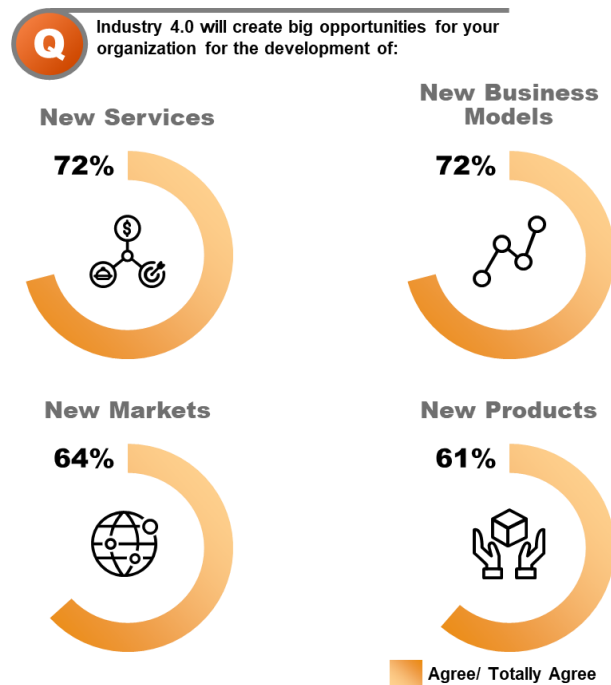 Q
Industry 4.0 will create big opportunities for your
organization for the development of:
New Services
72%
$
New Business
Models
72%
New Markets
64%
New Products
61%
Agree/ Totally Agree